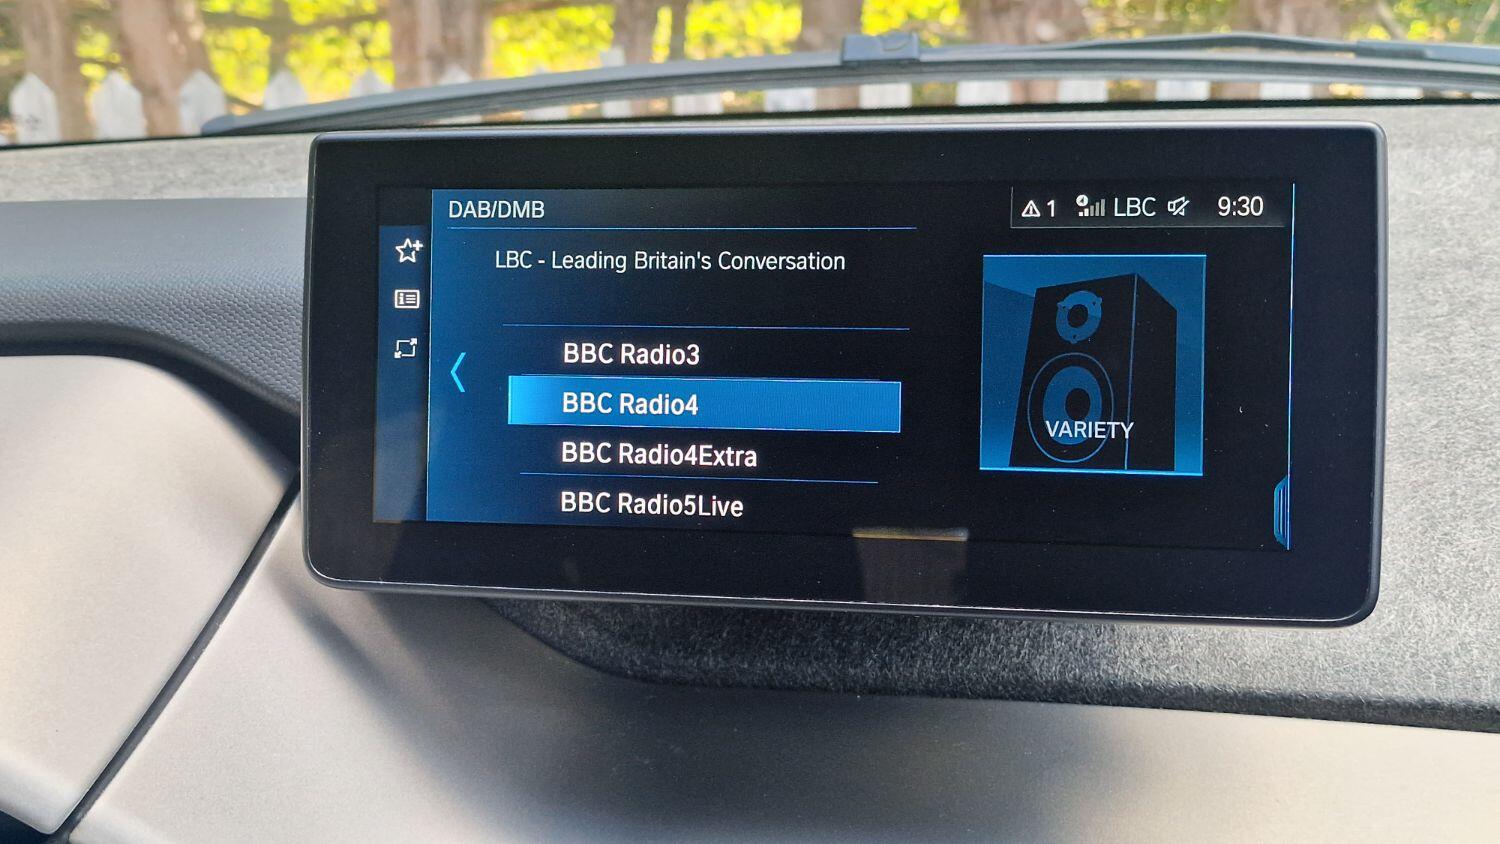 DAB/DMB
1 LBC 9:30
LBC - Leading Britain's Conversation
BBC Radio3
BBC Radio4
BBC Radio4Extra
BBC Radio5Live
VARIETY